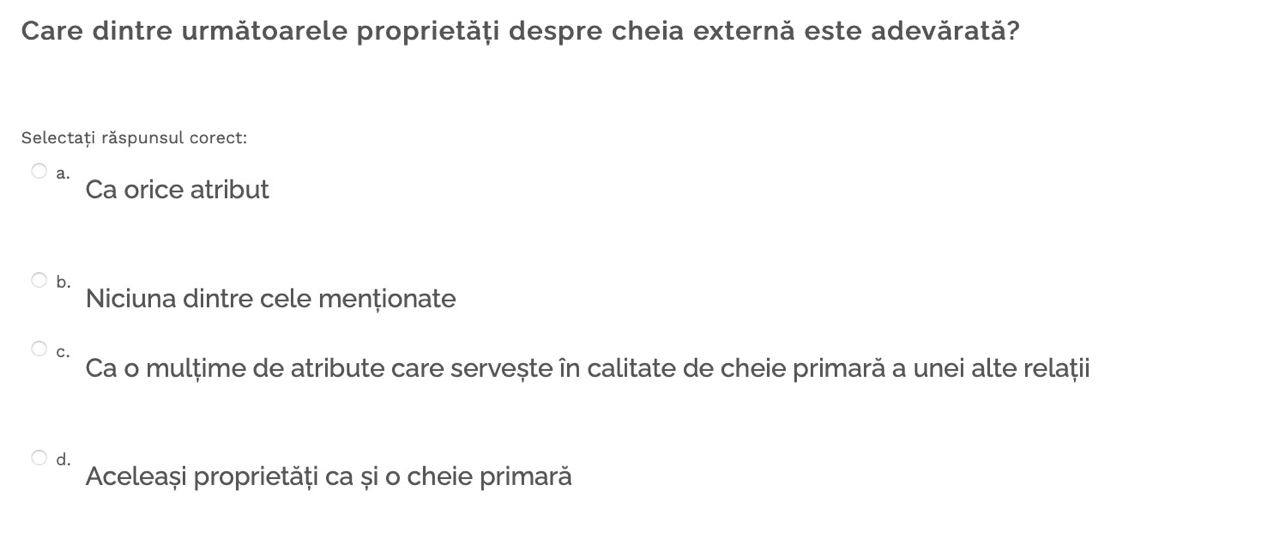 Care dintre următoarele proprietăți despre cheia externă este adevărată?
Selectați răspunsul corect:
a.
Ca orice atribut
b.
Niciuna dintre cele menționate
c.
Ca o mulțime de atribute care servește în calitate de cheie primară a unei alte relații
d.
Aceleași proprietăți ca și o cheie primară